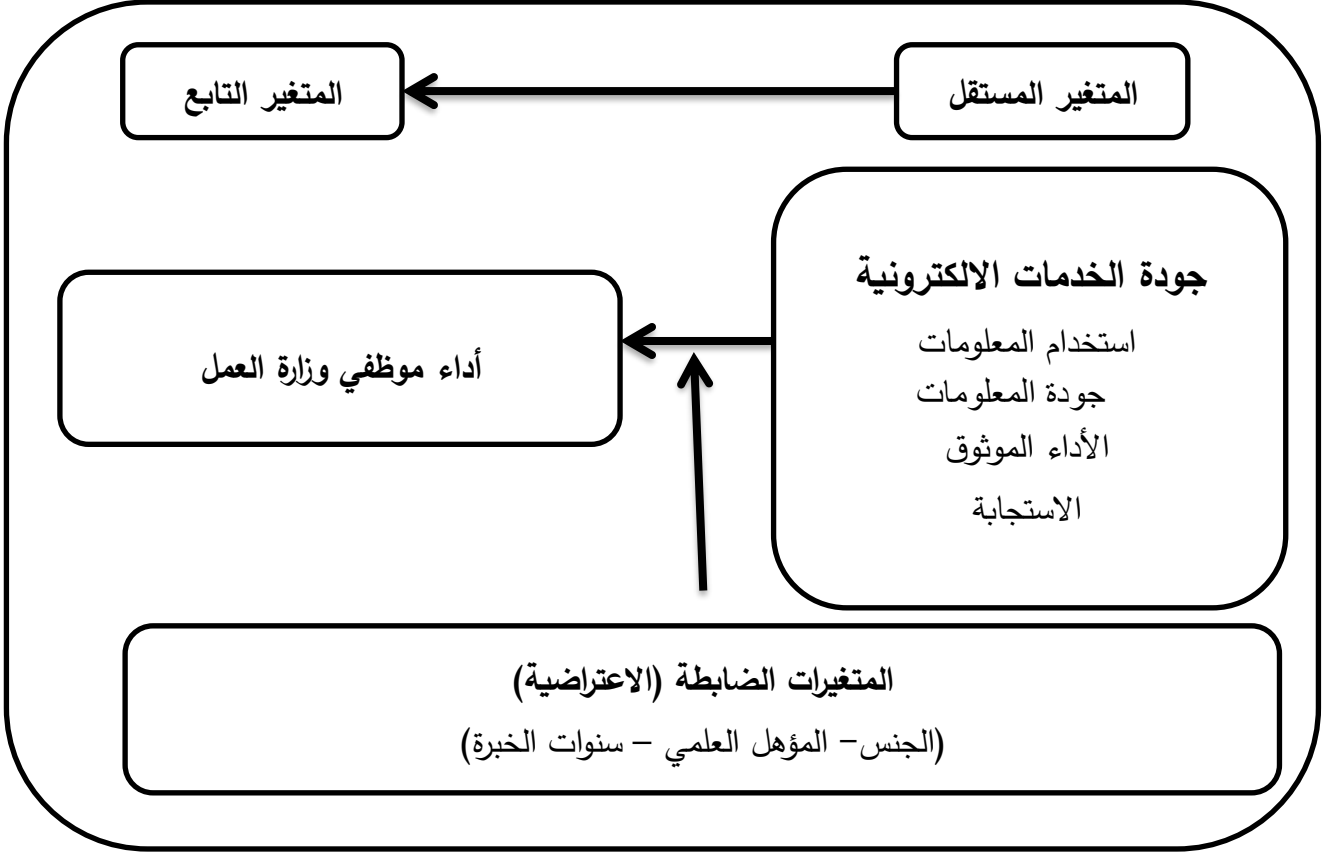 المتغير المستقل
المتغير التابع
جودة الخدمات الالكترونية
استخدام المعلومات
جودة المعلومات
الأداء الموثوق
الاستجابة
أداء موظفي وزارة العمل
المتغيرات الضابطة (الاعتراضية)
(الجنس- المؤهل العلمي – سنوات الخبرة)